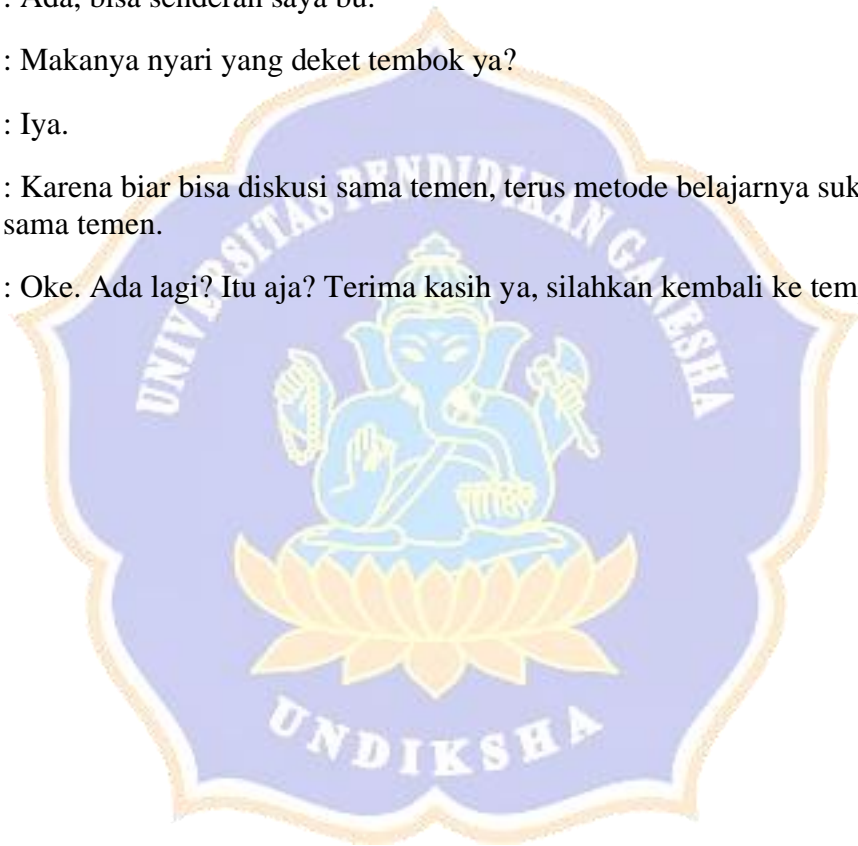 : Ada, bisa senderan saya bu.
: Makanya nyari yang deket tembok ya?
: Iya.
: Karena biar bisa diskusi sama temen, terus metode belajarnya suk
sama temen.
: Oke. Ada lagi? Itu aja? Terima kasih ya, silahkan kembali ke tem
UNIVERSITAS PENDIDIKAN GANESHA
UNDIKSHA